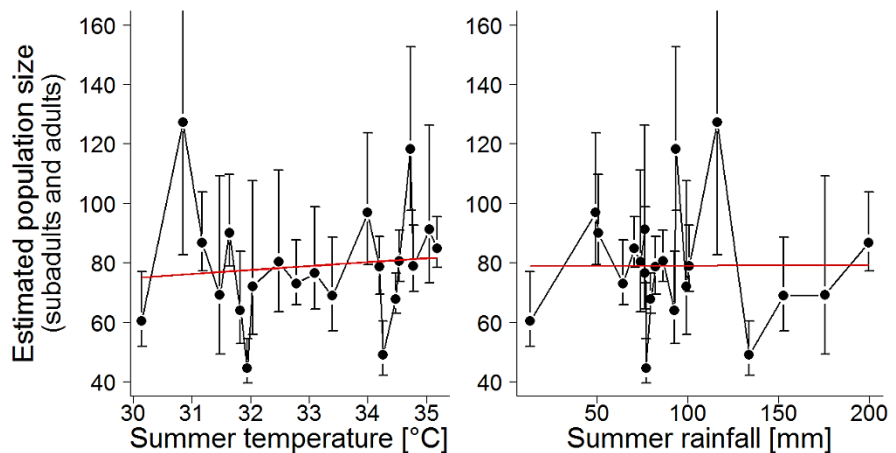 Estimated population size
(subadults and adults)
160
140
120
100
80
60
40
30 31 32 33 34 35
Summer temperature [°C]
160
140
120
100
80
60
40
50 100 150 200
Summer rainfall [mm]